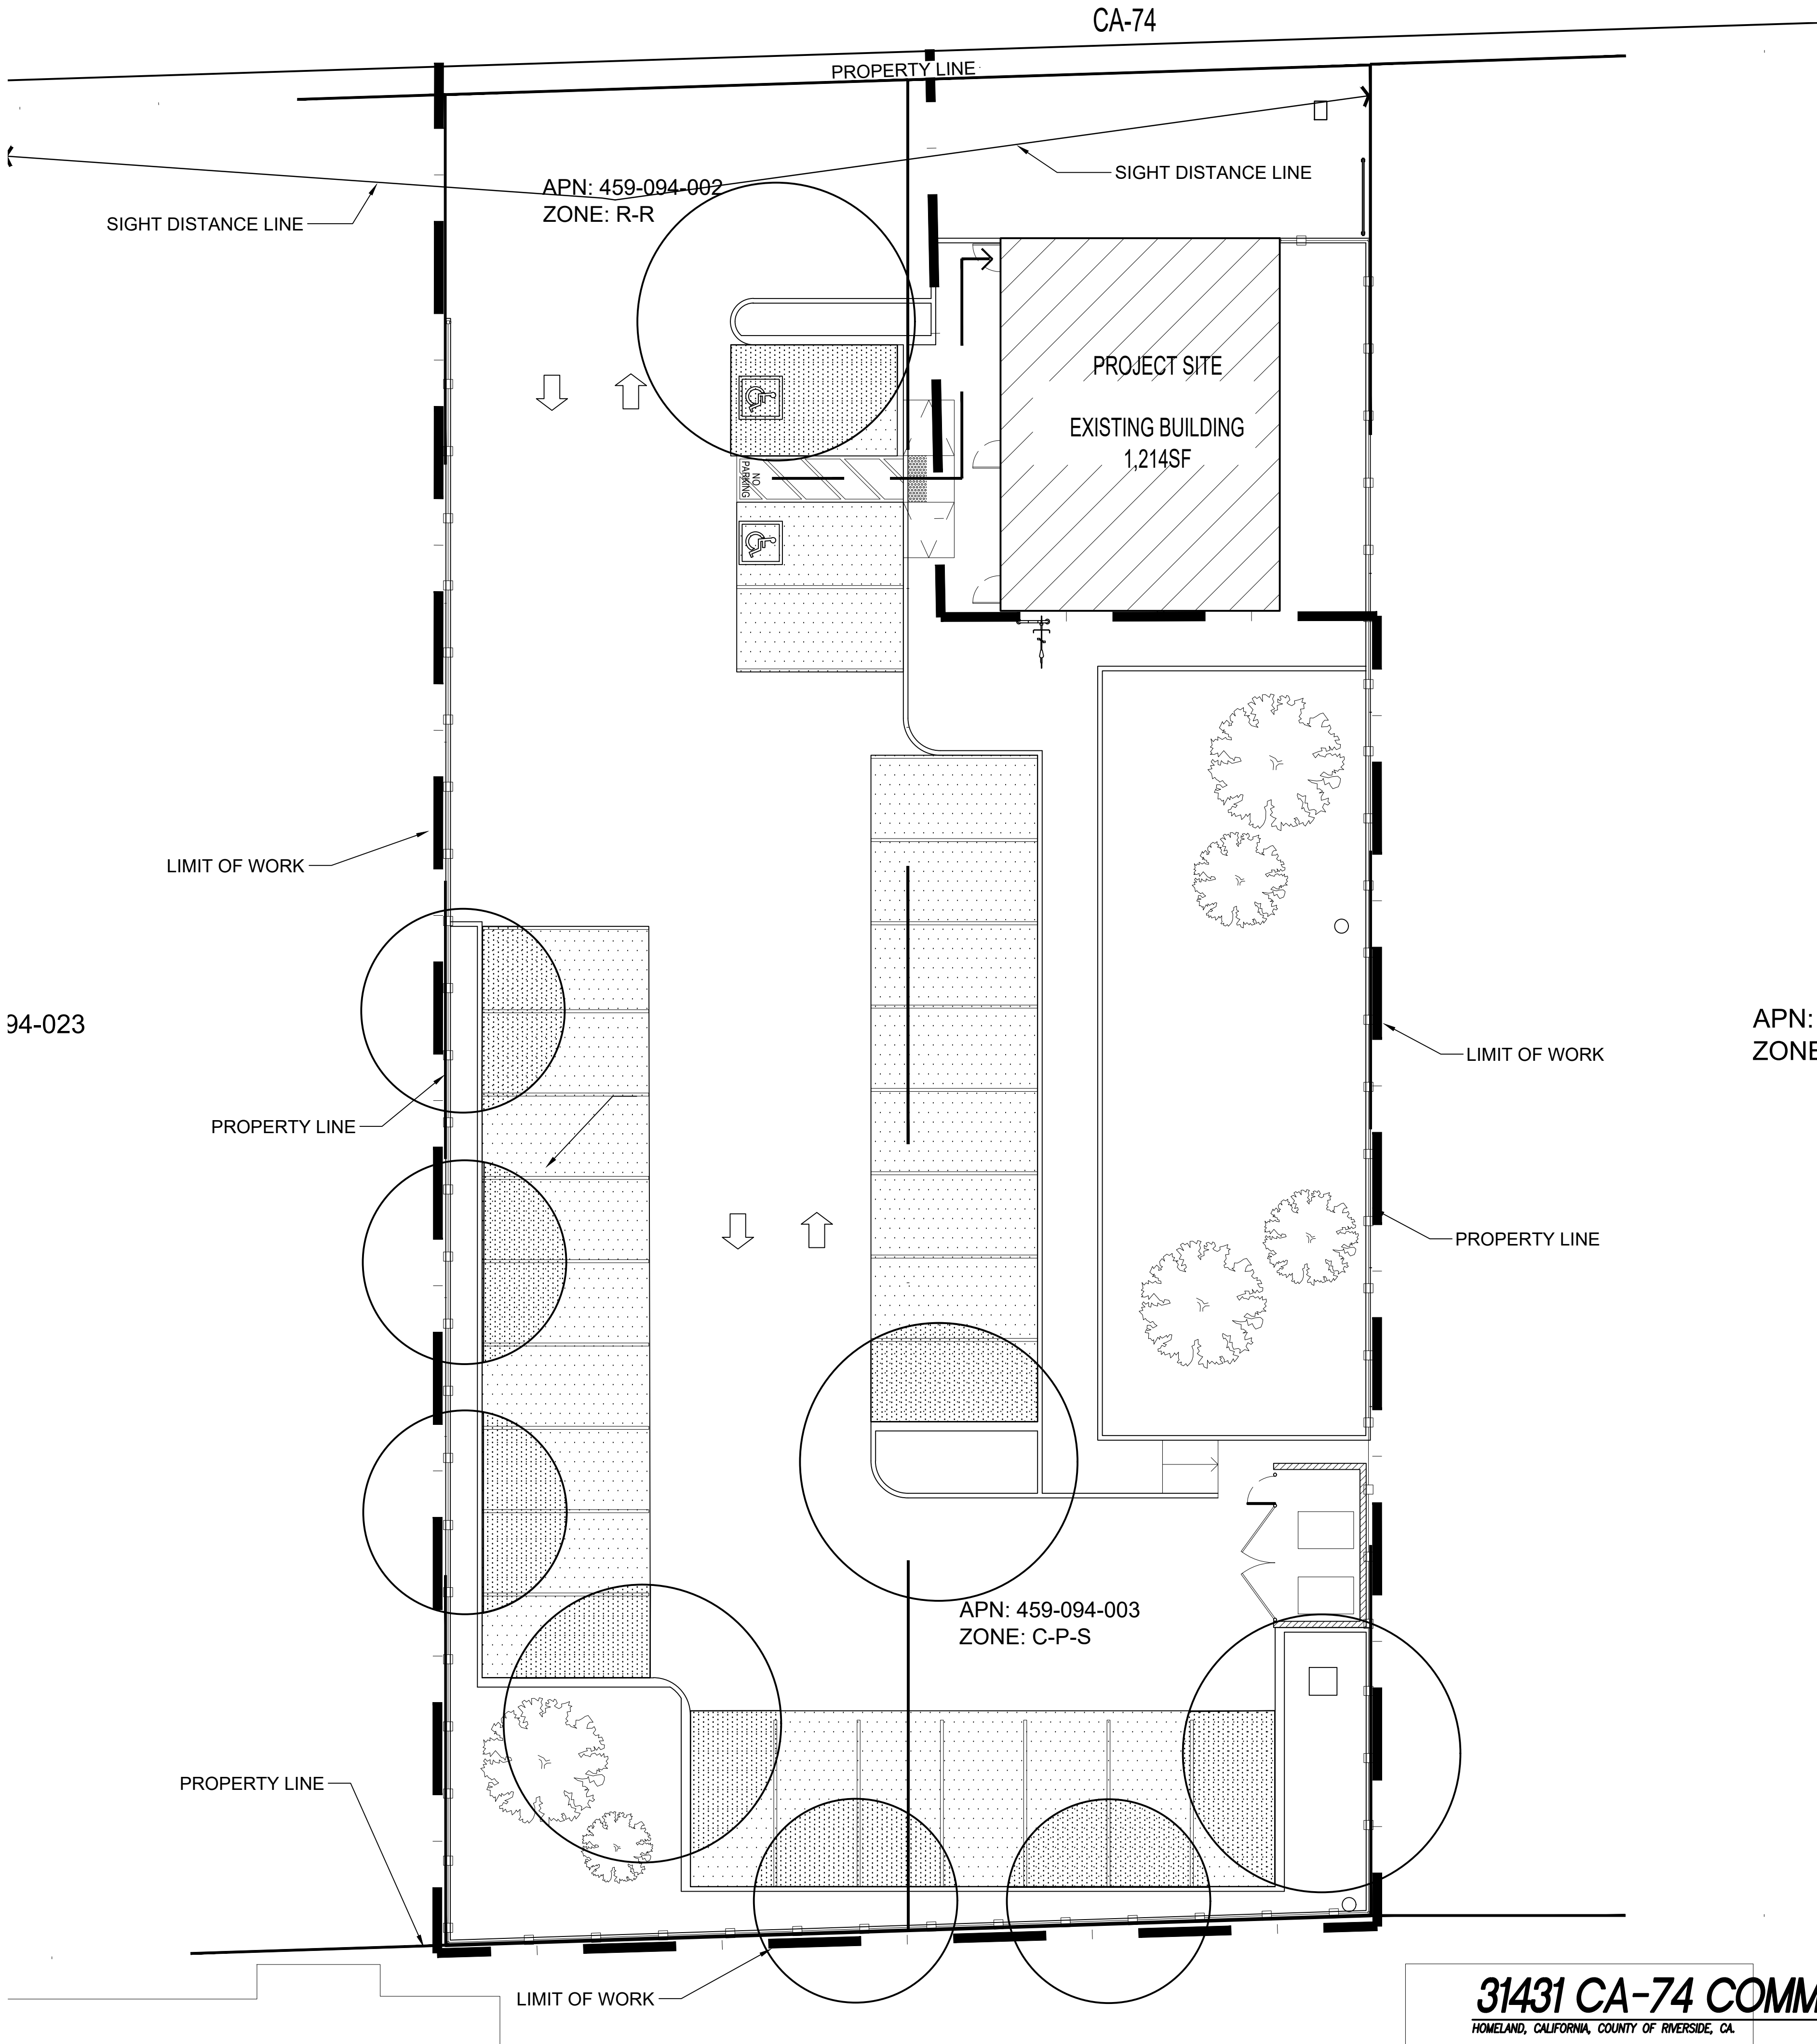 CA-74
PROPERTY LINE
SIGHT DISTANCE LINE
APN: 459-094-002
ZONE: R-R
SIGHT DISTANCE LINE
PROJECT SITE
EXISTING BUILDING
1,214SF
NO
PARKING
LIMIT OF WORK
94-023
APN:
ZONE
LIMIT OF WORK
PROPERTY LINE
PROPERTY LINE
APN: 459-094-003
ZONE: C-P-S
PROPERTY LINE
LIMIT OF WORK
31431 CA-74 COMM
HOMELAND, CALIFORNIA, COUNTY OF RIVERSIDE, CA.